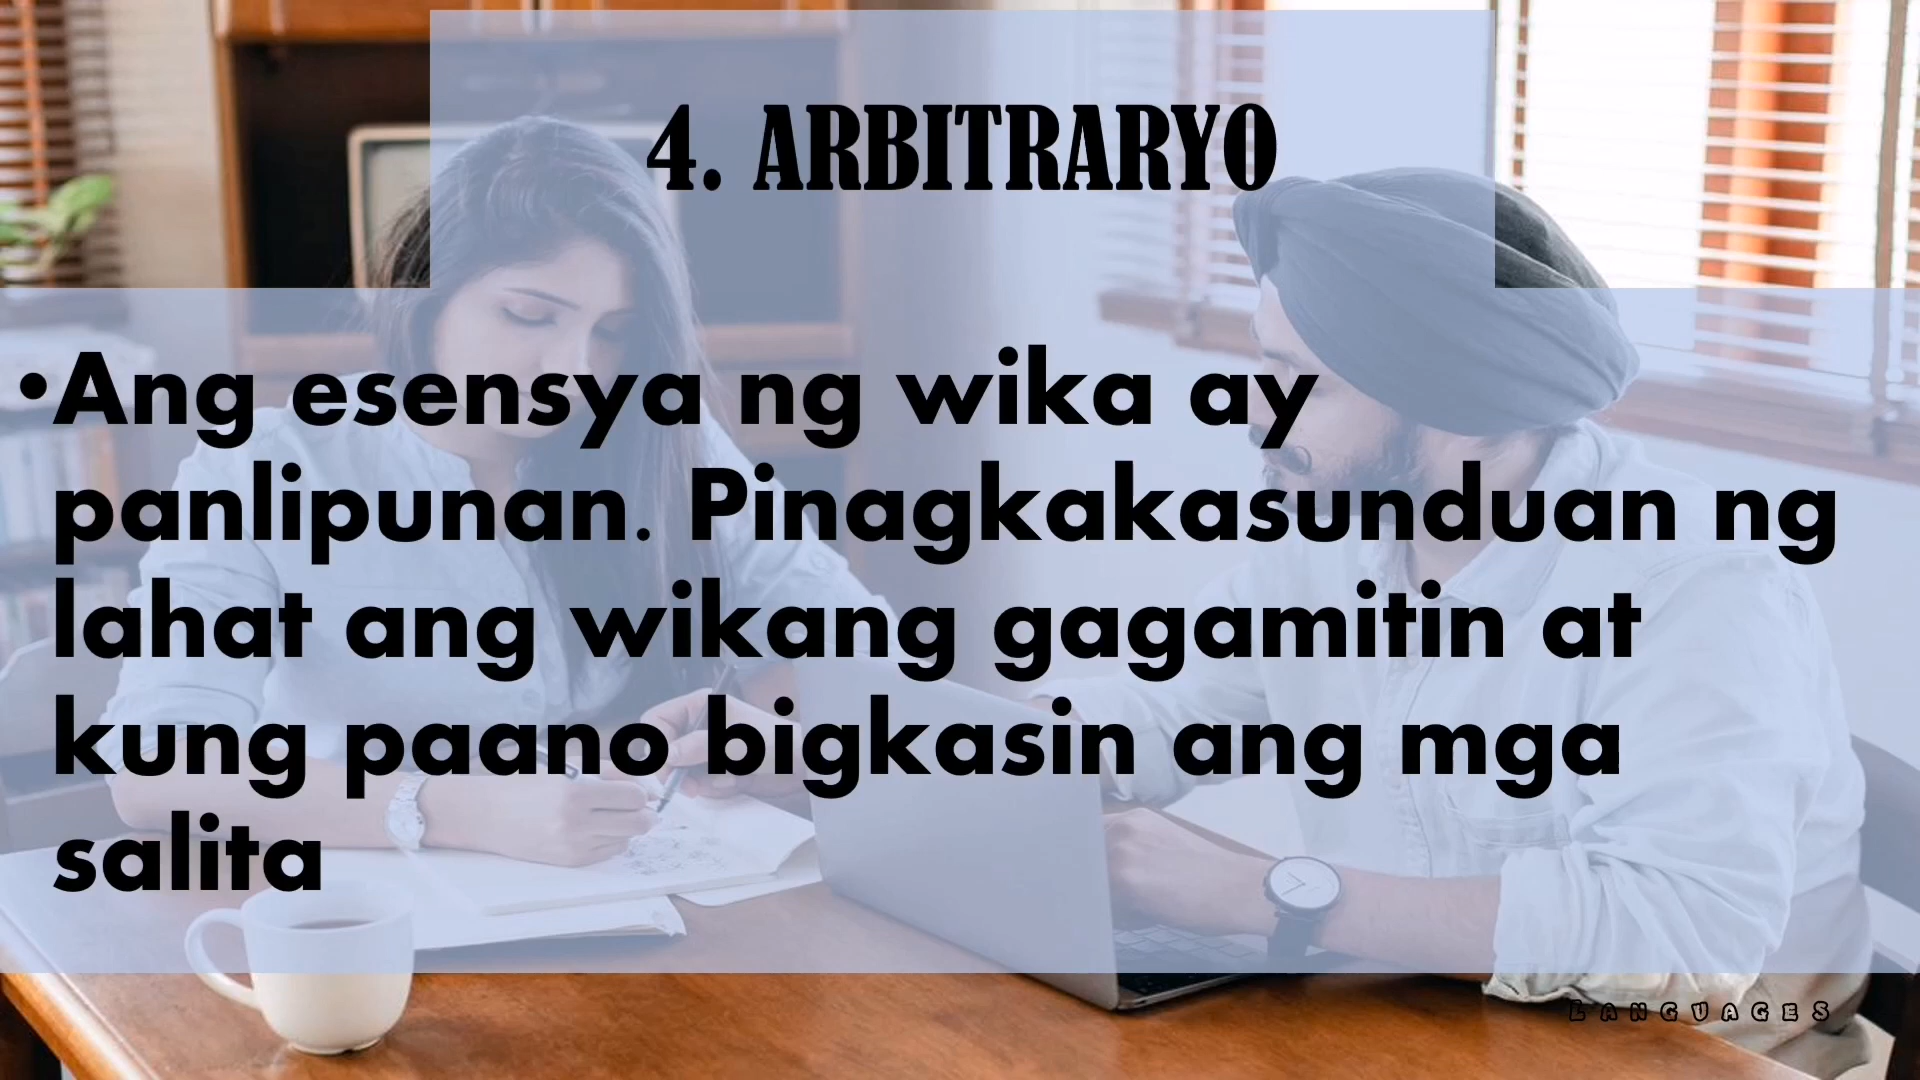 4. ARBITRARYO
•Ang esensya ng wika ay
panlipunan. Pinagkakasunduan ng
lahat ang wikang gagamitin at
kung paano bigkasin ang mga
salita
LANGUAGES